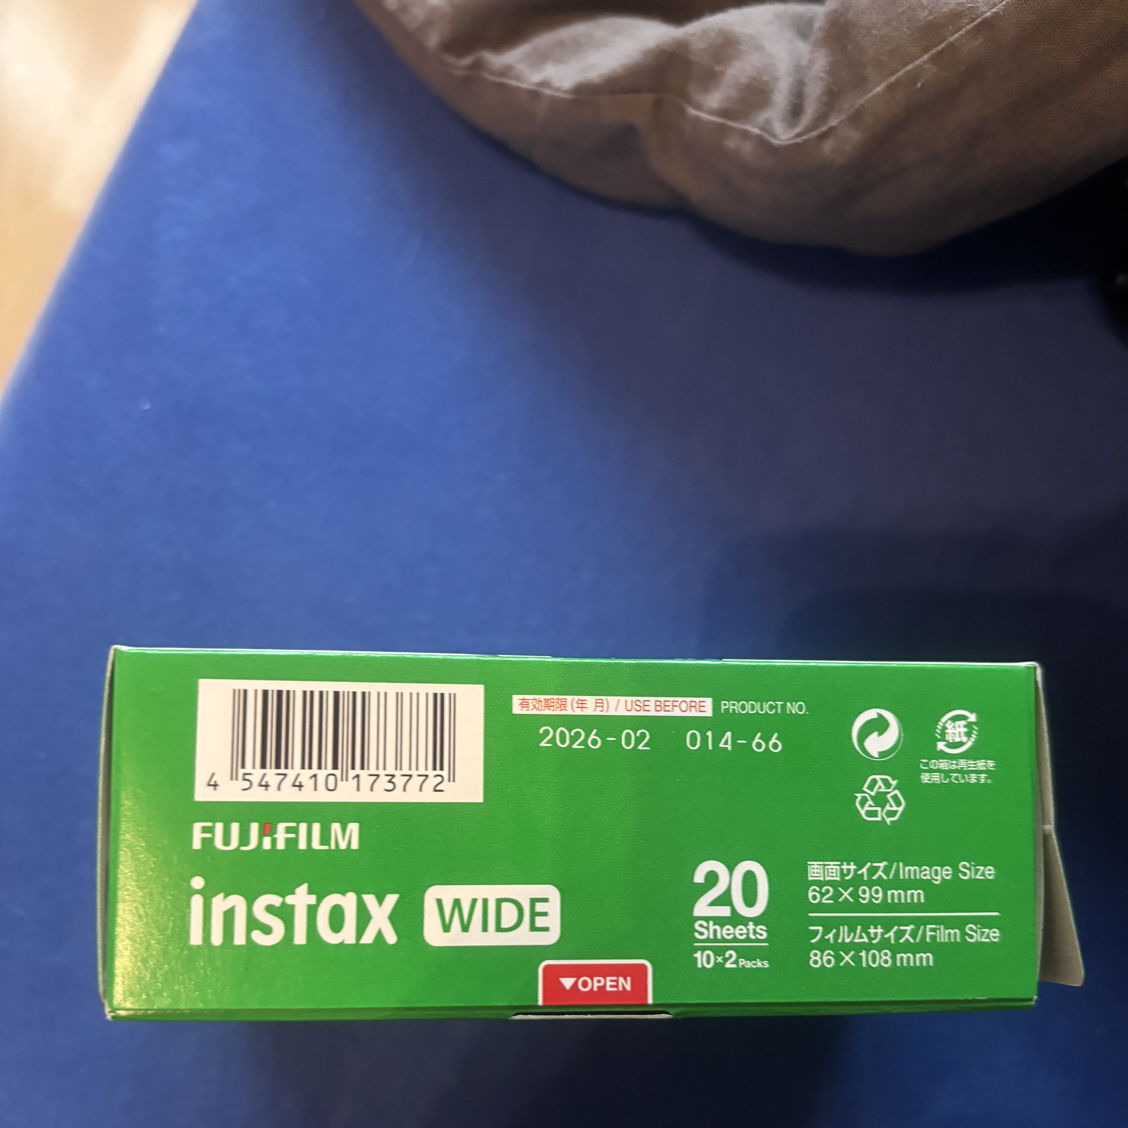 4 547410 173772
有効期限(年 月) / USE BEFORE
2026-02
PRODUCT NO.
014-66
紙
この箱は再生紙を
使用しています。
FUJIFILM
instax WIDE
20
Sheets
10×2 Packs
画面サイズ/Image Size
62×99mm
フィルムサイズ/Film Size
86×108mm
▼OPEN